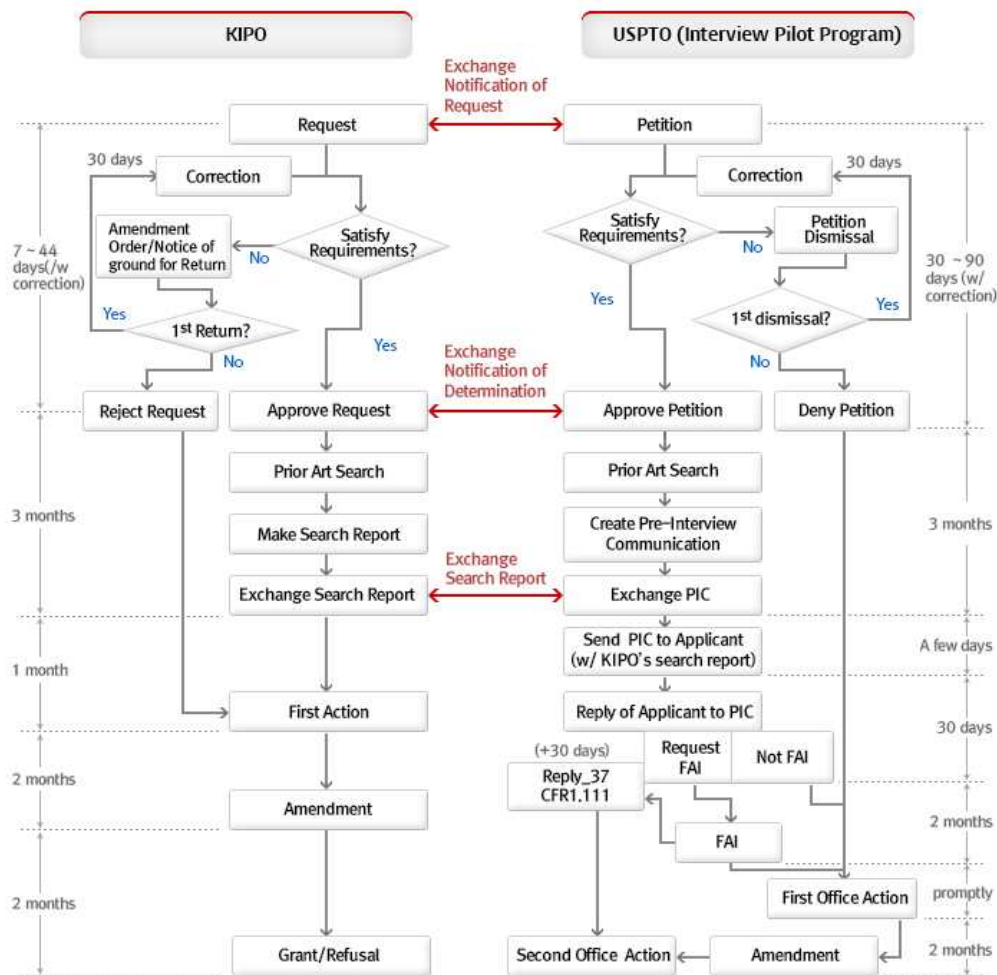 KIPO
USPTO (Interview Pilot Program)
Exchange
Notification of
Request
Request
Petition
30 days
Correction
Correction
30 days
Amendment
Order/Notice of
ground for Return
Satisfy
Requirements?
No
Satisfy
Requirements?
No
Petition
Dismissal
7 ~ 44
days(/w
correction)
30 ~ 90
days (w/
correction)
Yes
1st Return?
No
Yes
Yes
1st dismissal?
Yes
No
Exchange
Notification of
Determination
Reject Request
Approve Request
Approve Petition
Deny Petition
Prior Art Search
Prior Art Search
3 months
Make Search Report
Create Pre-Interview
Communication
3 months
Exchange
Search Report
Exchange Search Report
Exchange PIC
Send PIC to Applicant
(w/ KIPO's search report)
A few days
1 month
First Action
Reply of Applicant to PIC
30 days
(+30 days)
Request
FAI
Not FAI
2 months
Reply_37
CFR1.111
Amendment
FAI
2 months
First Office Action
promptly
2 months
Grant/Refusal
Second Office Action
Amendment
2 months